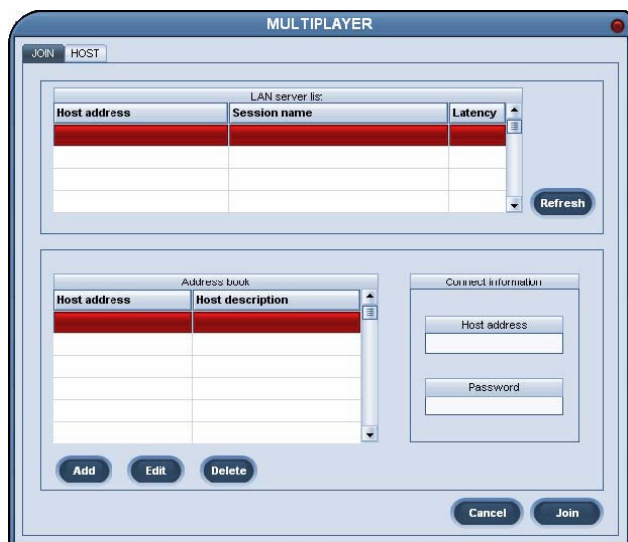 MULTIPLAYER
JOIN HOST
LAN server list
Host address Session name Latency
Refresh
Address book
Host address Host description
Connect information
Host address
Password
Add Edit Delete
Cancel Join